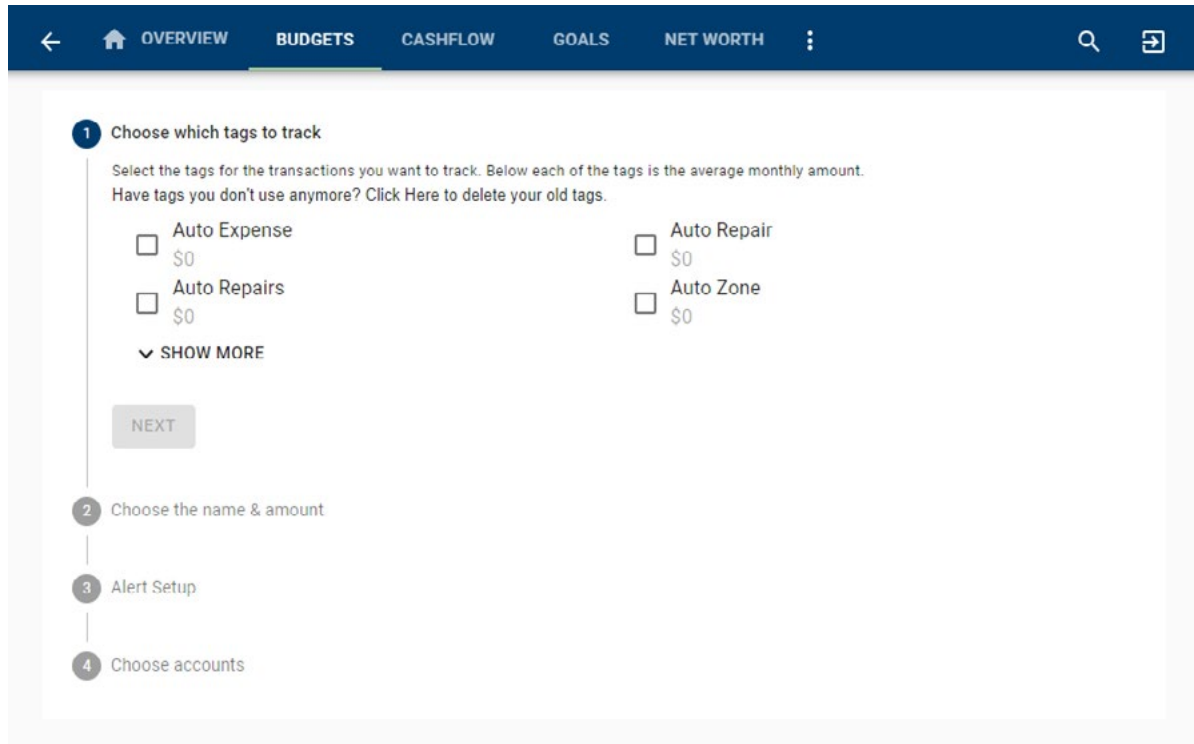 OVERVIEW BUDGETS CASHFLOW GOALS NET WORTH
1 Choose which tags to track
Select the tags for the transactions you want to track. Below each of the tags is the average monthly amount.
Have tags you don't use anymore? Click Here to delete your old tags.
Auto Expense
$0
Auto Repair
$0
Auto Repairs
$0
Auto Zone
$0
SHOW MORE
NEXT
2 Choose the name & amount
3 Alert Setup
4 Choose accounts